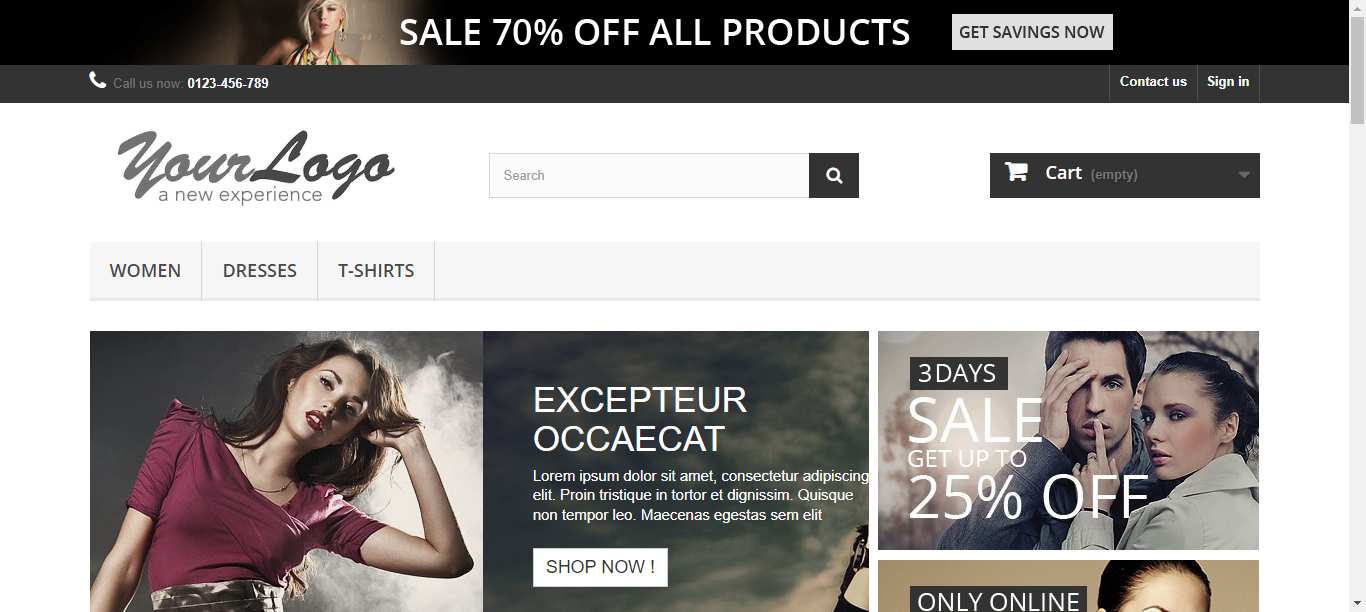 SALE 70% OFF ALL PRODUCTS
GET SAVINGS NOW
Call us now: 0123-456-789
Contact us
Sign in
YourLogo
a new experience
Search
Cart (empty)
WOMEN
DRESSES
T-SHIRTS
EXCEPTEUR
OCCAECAT
Lorem ipsum dolor sit amet, consectetur adipiscing
elit. Proin tristique in tortor et dignissim. Quisque
non tempor leo. Maecenas egestas sem elit
SHOP NOW !
3 DAYS
SALE
GET UP TO
25% OFF
ONLY ONLINE